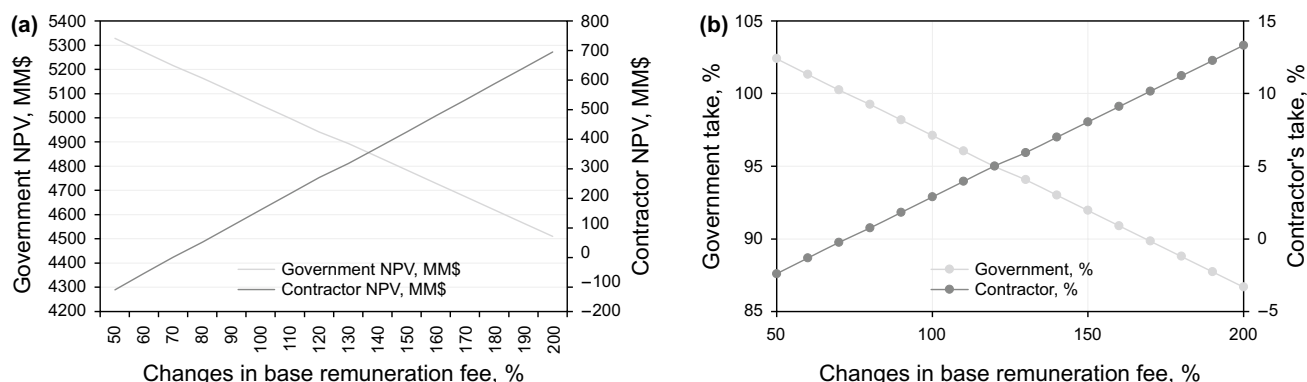 (a)
Government NPV, MM$
5400
5300
5200
5100
5000
4900
4800
4700
4600
4500
4400
4300
4200
800
700
600
500
400
300
200
100
0
−100
−200
Contractor NPV, MM$
Government NPV, MM$
Contractor NPV, MM$
50 60 70 80 90 100 110 120 130 140 150 160 170 180 190 200
Changes in base remuneration fee, %
(b)
Government take, %
105
100
95
90
85
15
10
5
0
−5
Contractor's take, %
Government, %
Contractor, %
50 100 150 200
Changes in base remuneration fee, %